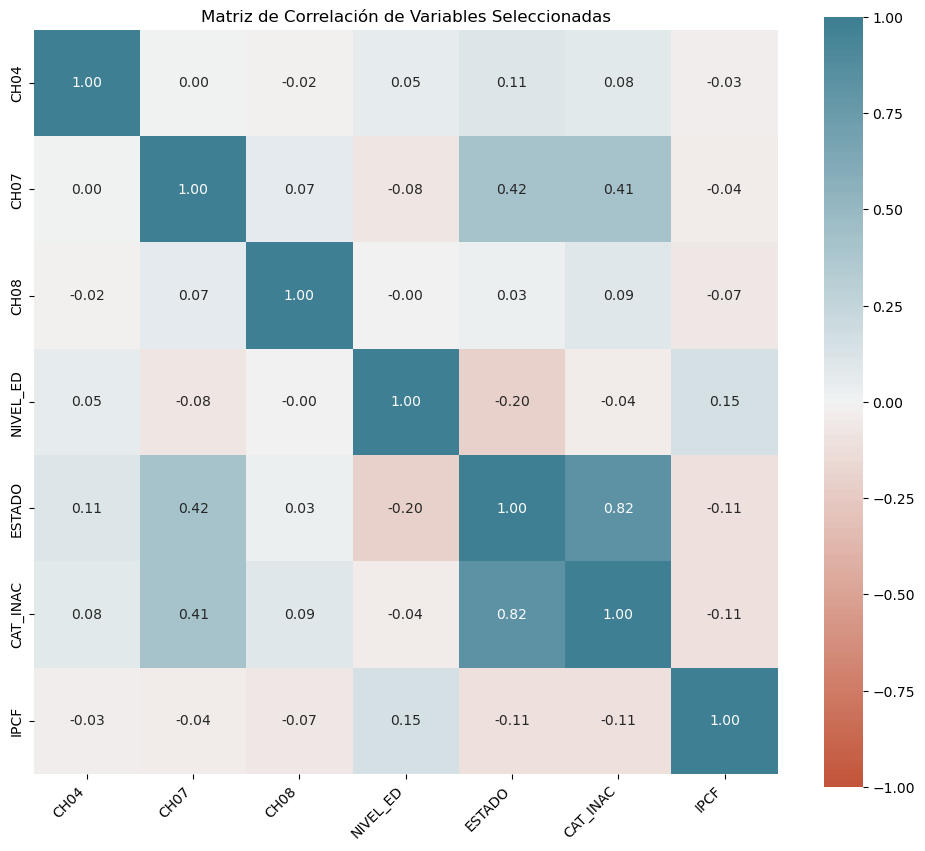 Matriz de Correlación de Variables Seleccionadas
CH04 1.00 0.00 -0.02 0.05 0.11 0.08 -0.03
CH07 0.00 1.00 0.07 -0.08 0.42 0.41 -0.04
CH08 -0.02 0.07 1.00 -0.00 0.03 0.09 -0.07
NIVEL_ED 0.05 -0.08 -0.00 1.00 -0.20 -0.04 0.15
ESTADO 0.11 0.42 0.03 -0.20 1.00 0.82 -0.11
CAT_INAC 0.08 0.41 0.09 -0.04 0.82 1.00 -0.11
IPCF -0.03 -0.04 -0.07 0.15 -0.11 -0.11 1.00
CH04 CH07 CH08 NIVEL_ED ESTADO CAT_INAC IPCF
1.00
0.75
0.50
0.25
0.00
−0.25
−0.50
−0.75
−1.00